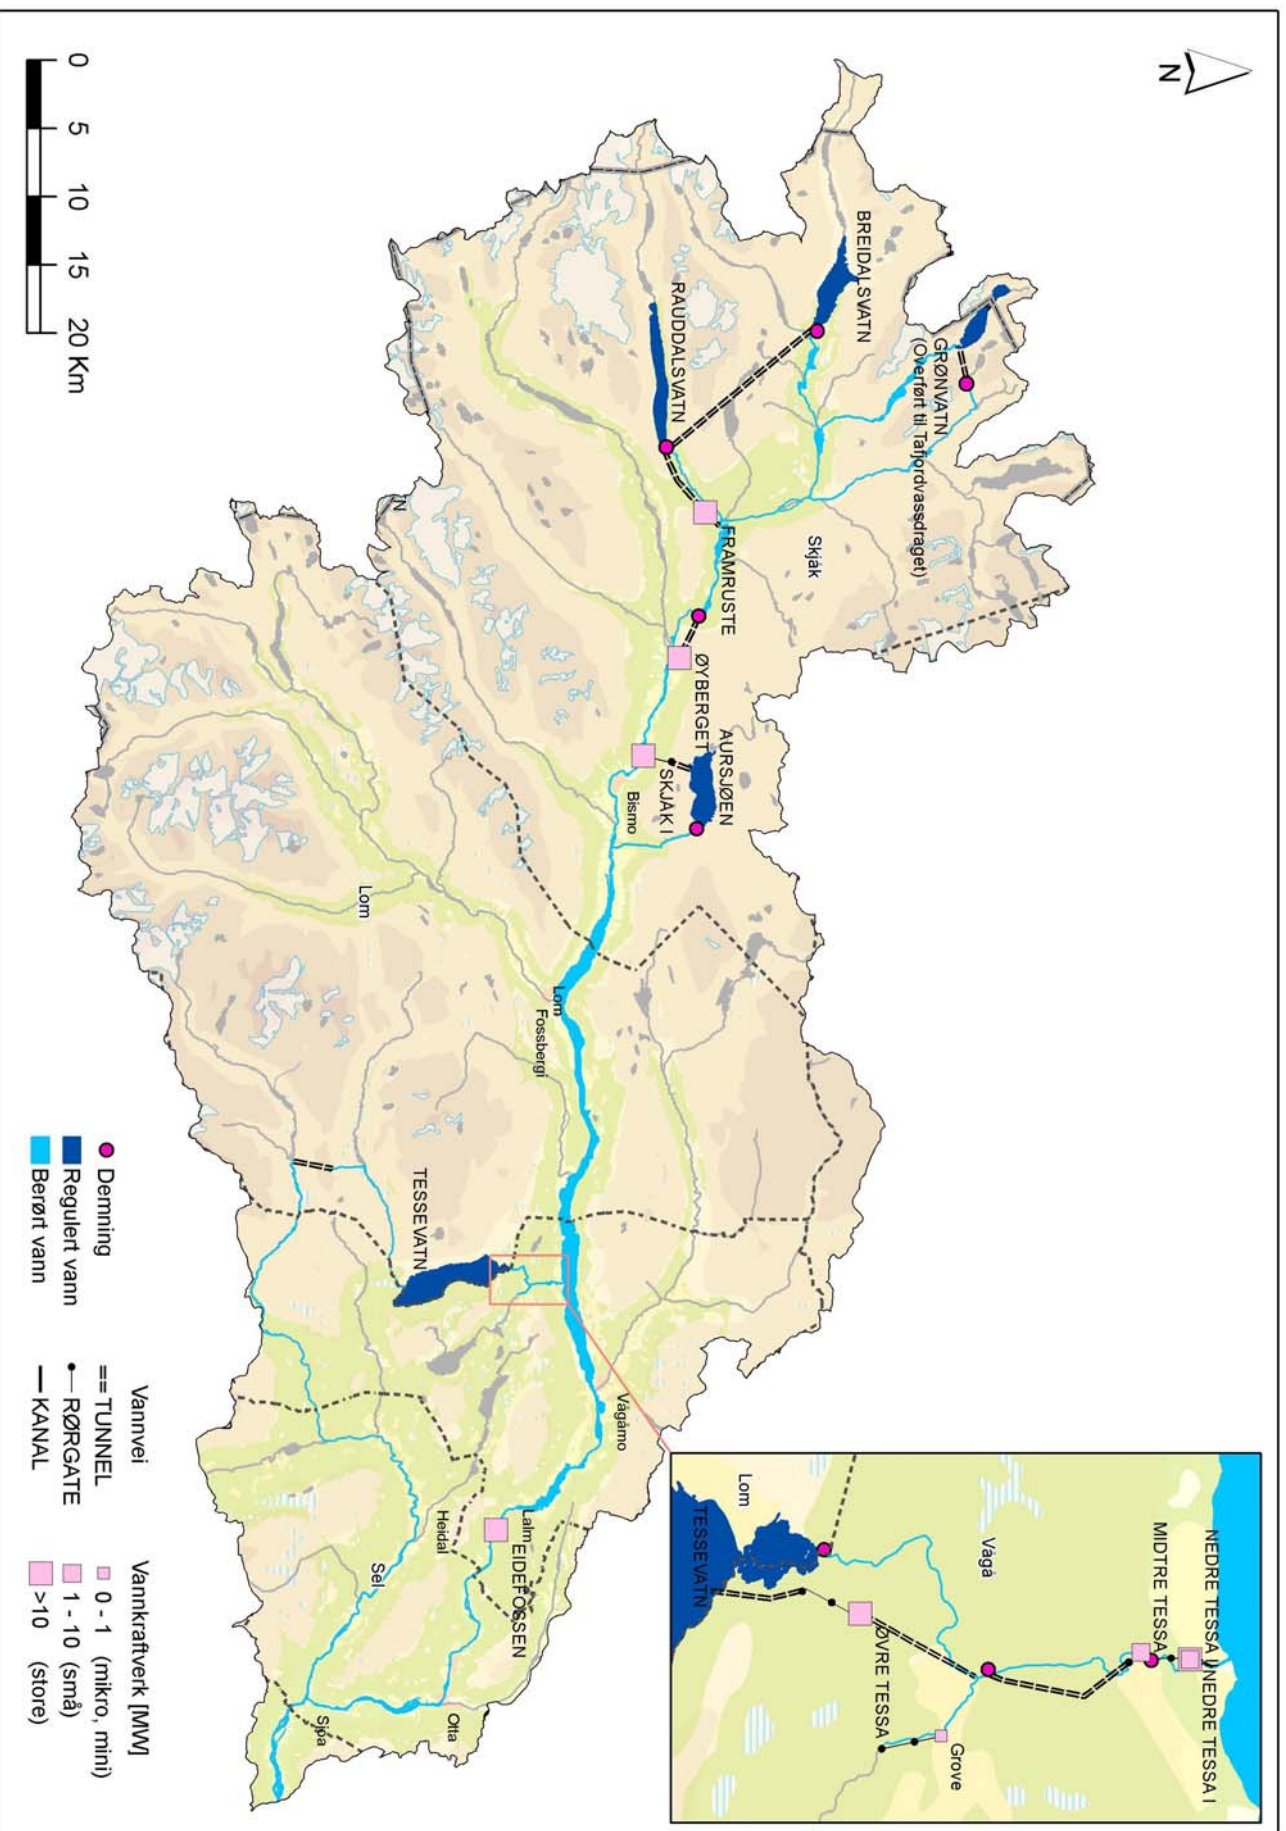 N
GRØNVATN
(Overført til Tafjordvassdraget)
BREIDALSVATN
RAUDDALSVATN
Skjåk
FRAMRUSTE
ØYBERGET
AURSJØEN
SKJÅK I
Bismo
N
Lom
Lom
Fossbergi
TESSEVATN
Vågåmo
Lalm
EIDEFOSSEN
Heidal
Sel
Otta
Sjoa
NEDRE TESSA I
MIDTRE TESSA
Vågå
Lom
TESSEVATN
ØVRE TESSA
Grove
0 5 10 15 20 Km
Demning
Regulert vann
Berørt vann
Vannvei
TUNNEL
RØRGATE
KANAL
Vannkraftverk [MW]
0 - 1 (mikro, mini)
1 - 10 (små)
>10 (store)